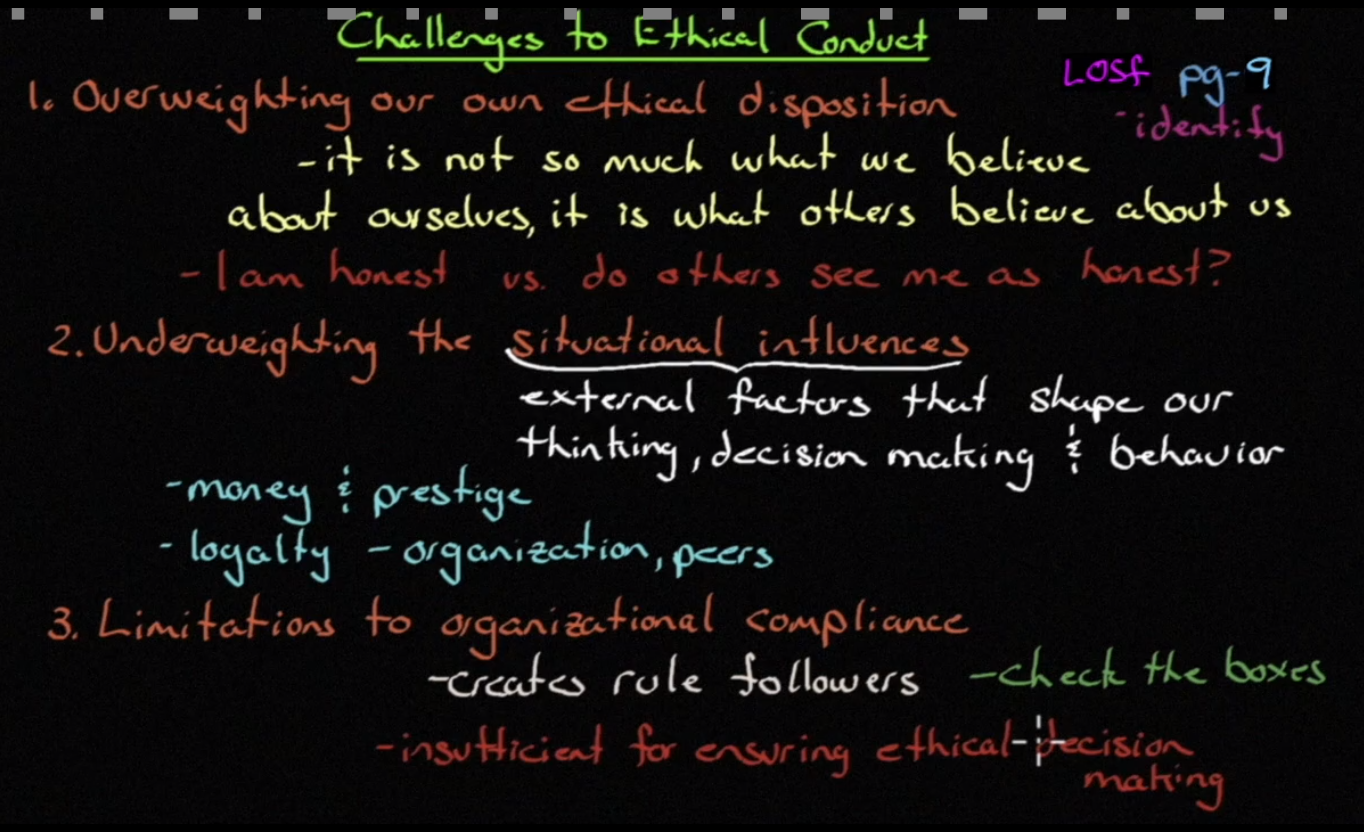 Challenges to Ethical Conduct
LOSf pg-9
-identify
1. Overweighting our own ethical disposition
-it is not so much what we believe
about ourselves, it is what others believe about us
- I am honest vs. do others see me as honest?
2. Underweighting the situational influences
external factors that shape our
thinking, decision making & behavior
-money & prestige
- loyalty - organization, peers
3. Limitations to organizational compliance
-creates rule followers -check the boxes
-insufficient for ensuring ethical-decision
making